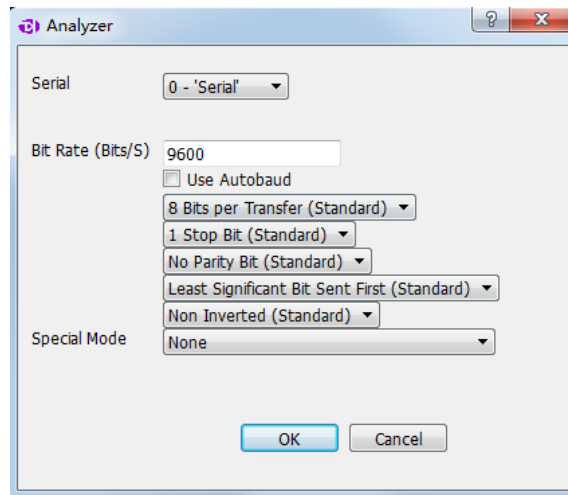 Analyzer
Serial
0 - 'Serial'
Bit Rate (Bits/S)
9600
Use Autobaud
8 Bits per Transfer (Standard)
1 Stop Bit (Standard)
No Parity Bit (Standard)
Least Significant Bit Sent First (Standard)
Non Inverted (Standard)
Special Mode
None
OK
Cancel